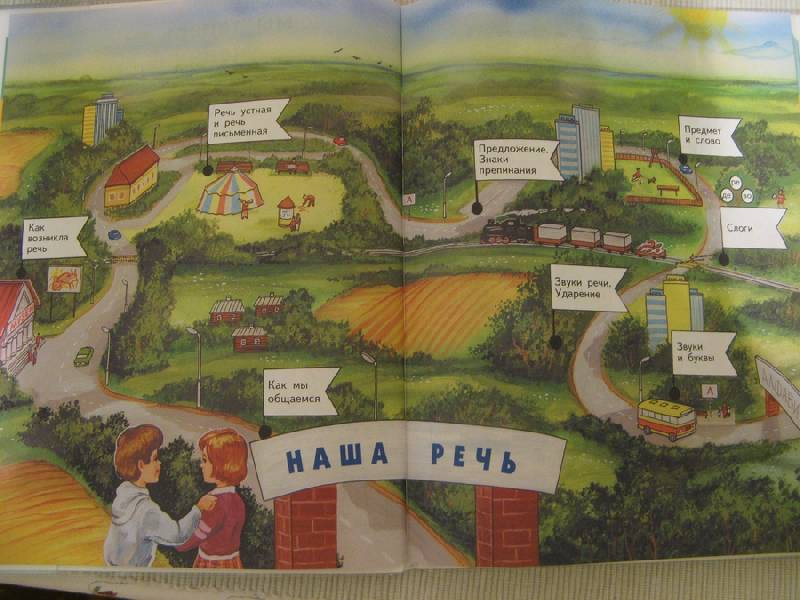 Речь устная
и речь
письменная
Предложение.
Знаки
препинания
Предмет
и слово
Как
возникла
речь
Слоги
Звуки речи.
Ударение
Звуки
и буквы
Как мы
общаемся
А
А
НАША РЕЧЬ